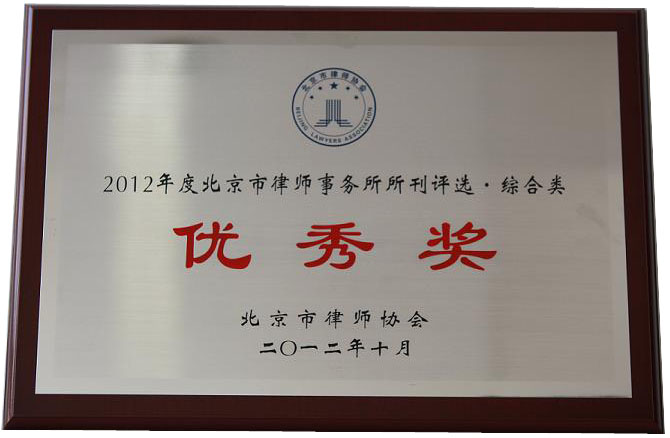 北京市律师协会
BEIJING LAWYERS ASSOCIATION
2012年度北京市律师事务所所刊评选·综合类
优秀奖
北京市律师协会
二〇一二年十月